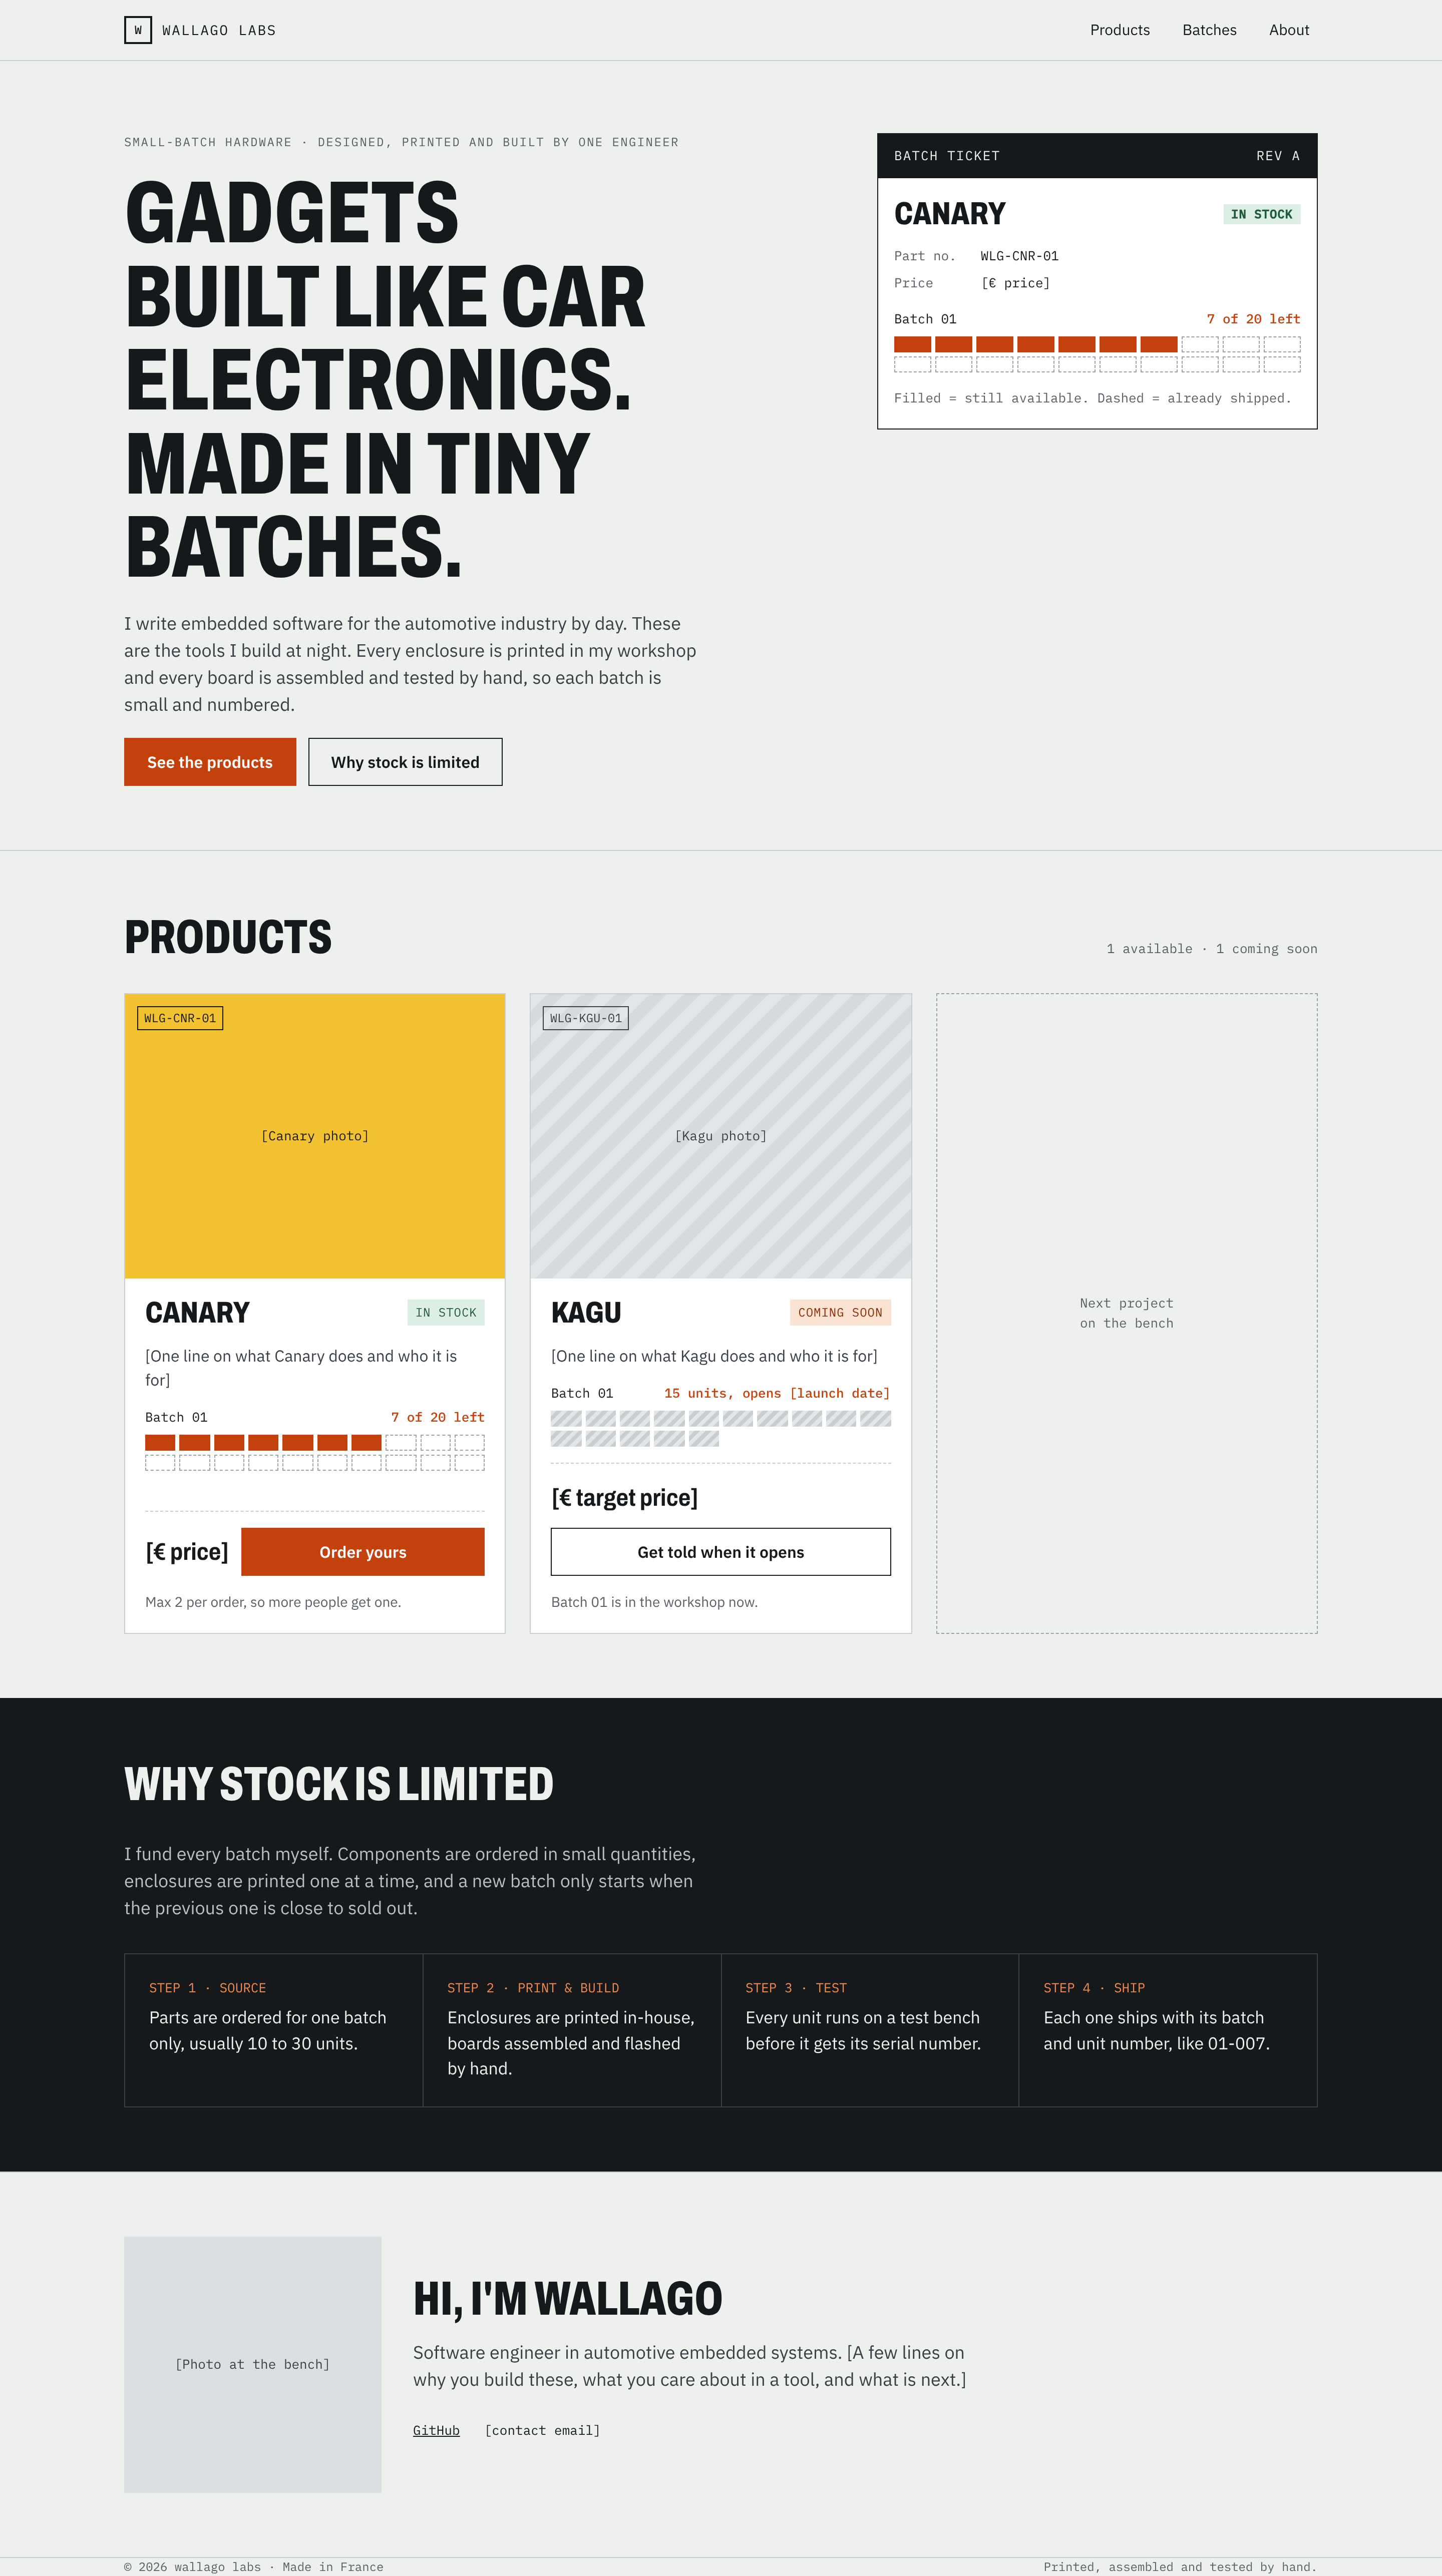 W WALLAGO LABS
Products Batches About
SMALL-BATCH HARDWARE · DESIGNED, PRINTED AND BUILT BY ONE ENGINEER
GADGETS
BUILT LIKE CAR
ELECTRONICS.
MADE IN TINY
BATCHES.
I write embedded software for the automotive industry by day. These
are the tools I build at night. Every enclosure is printed in my workshop
and every board is assembled and tested by hand, so each batch is
small and numbered.
See the products
Why stock is limited
BATCH TICKET REV A
CANARY IN STOCK
Part no. WLG-CNR-01
Price [€ price]
Batch 01 7 of 20 left
Filled = still available. Dashed = already shipped.
PRODUCTS
1 available · 1 coming soon
WLG-CNR-01
[Canary photo]
CANARY IN STOCK
[One line on what Canary does and who it is
for]
Batch 01 7 of 20 left
[€ price] Order yours
Max 2 per order, so more people get one.
WLG-KGU-01
[Kagu photo]
KAGU COMING SOON
[One line on what Kagu does and who it is for]
Batch 01 15 units, opens [launch date]
[€ target price]
Get told when it opens
Batch 01 is in the workshop now.
Next project
on the bench
WHY STOCK IS LIMITED
I fund every batch myself. Components are ordered in small quantities,
enclosures are printed one at a time, and a new batch only starts when
the previous one is close to sold out.
STEP 1 · SOURCE
Parts are ordered for one batch
only, usually 10 to 30 units.
STEP 2 · PRINT & BUILD
Enclosures are printed in-house,
boards assembled and flashed
by hand.
STEP 3 · TEST
Every unit runs on a test bench
before it gets its serial number.
STEP 4 · SHIP
Each one ships with its batch
and unit number, like 01-007.
[Photo at the bench]
HI, I'M WALLAGO
Software engineer in automotive embedded systems. [A few lines on
why you build these, what you care about in a tool, and what is next.]
GitHub [contact email]
© 2026 wallago labs · Made in France
Printed, assembled and tested by hand.